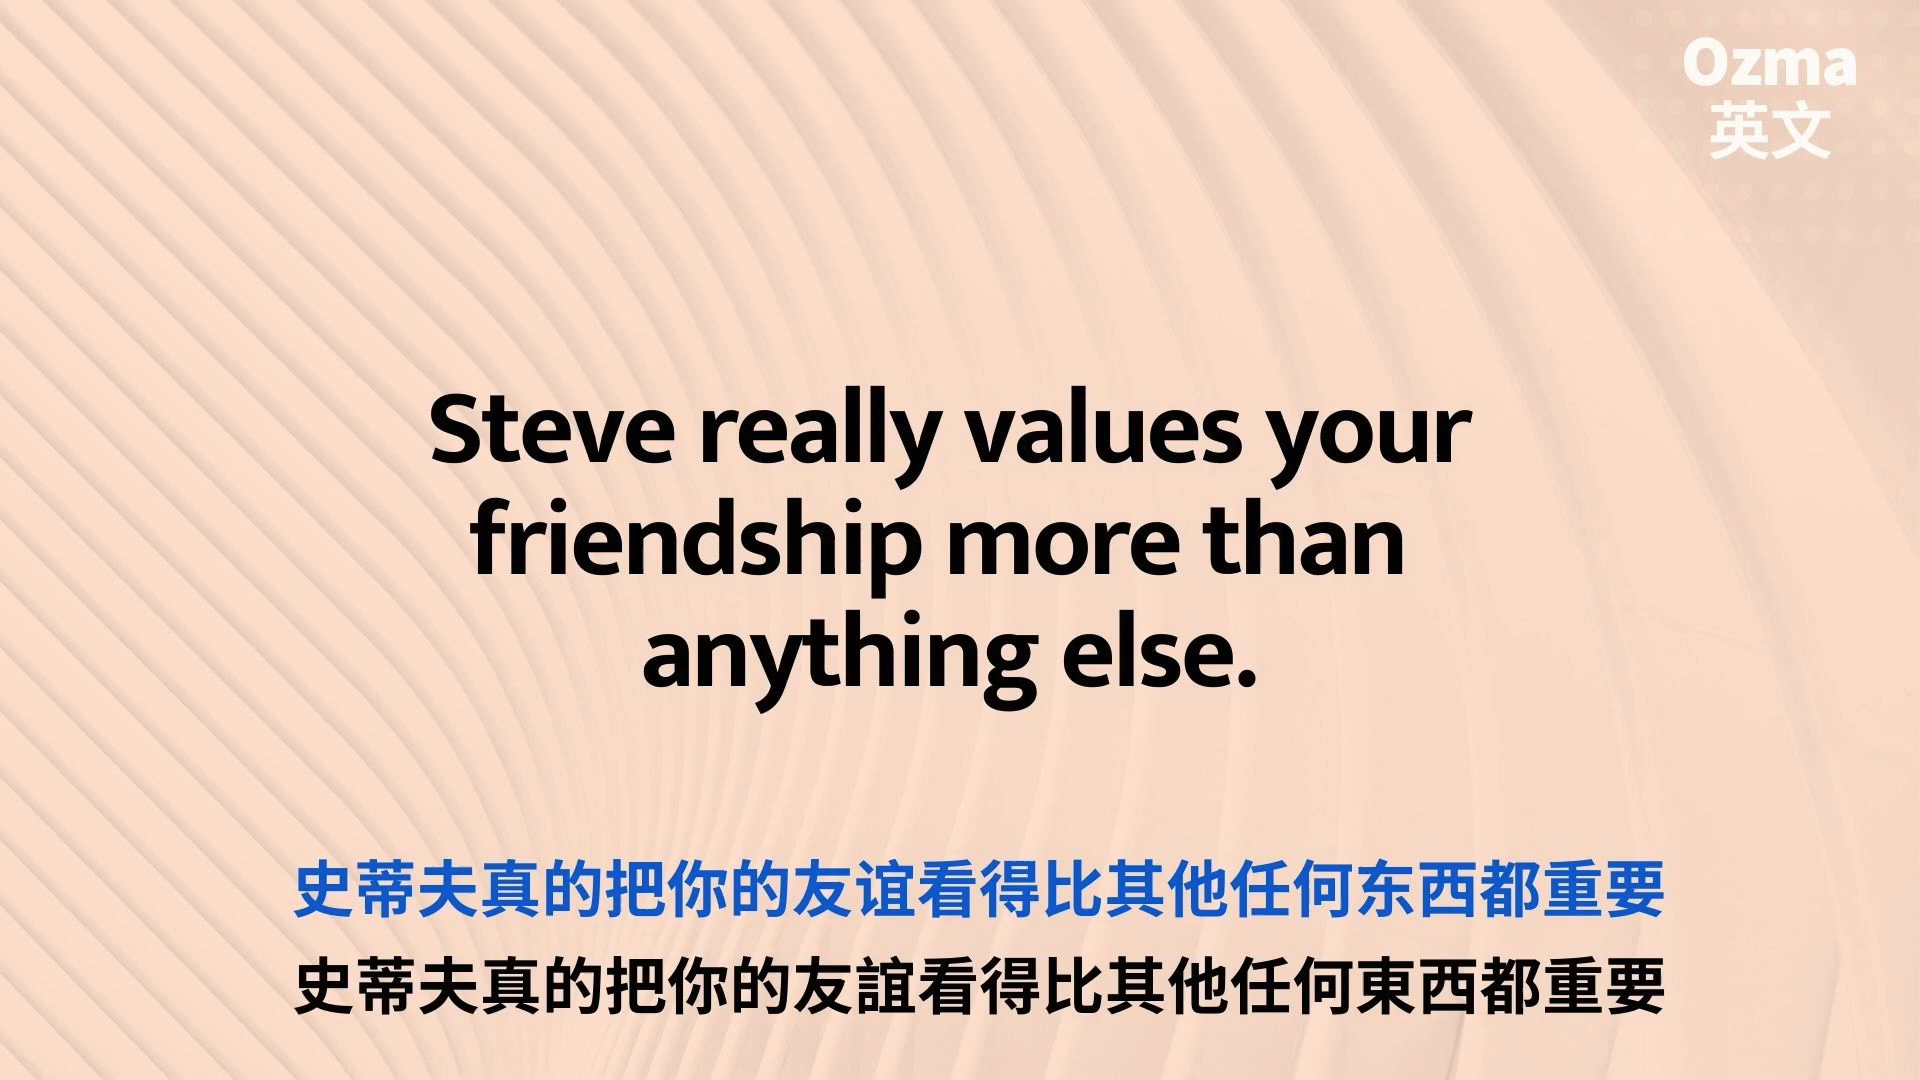 Ozma
英文
Steve really values your
friendship more than
anything else.
史蒂夫真的把你的友谊看得比其他任何东西都重要
史蒂夫真的把你的友誼看得比其他任何東西都重要